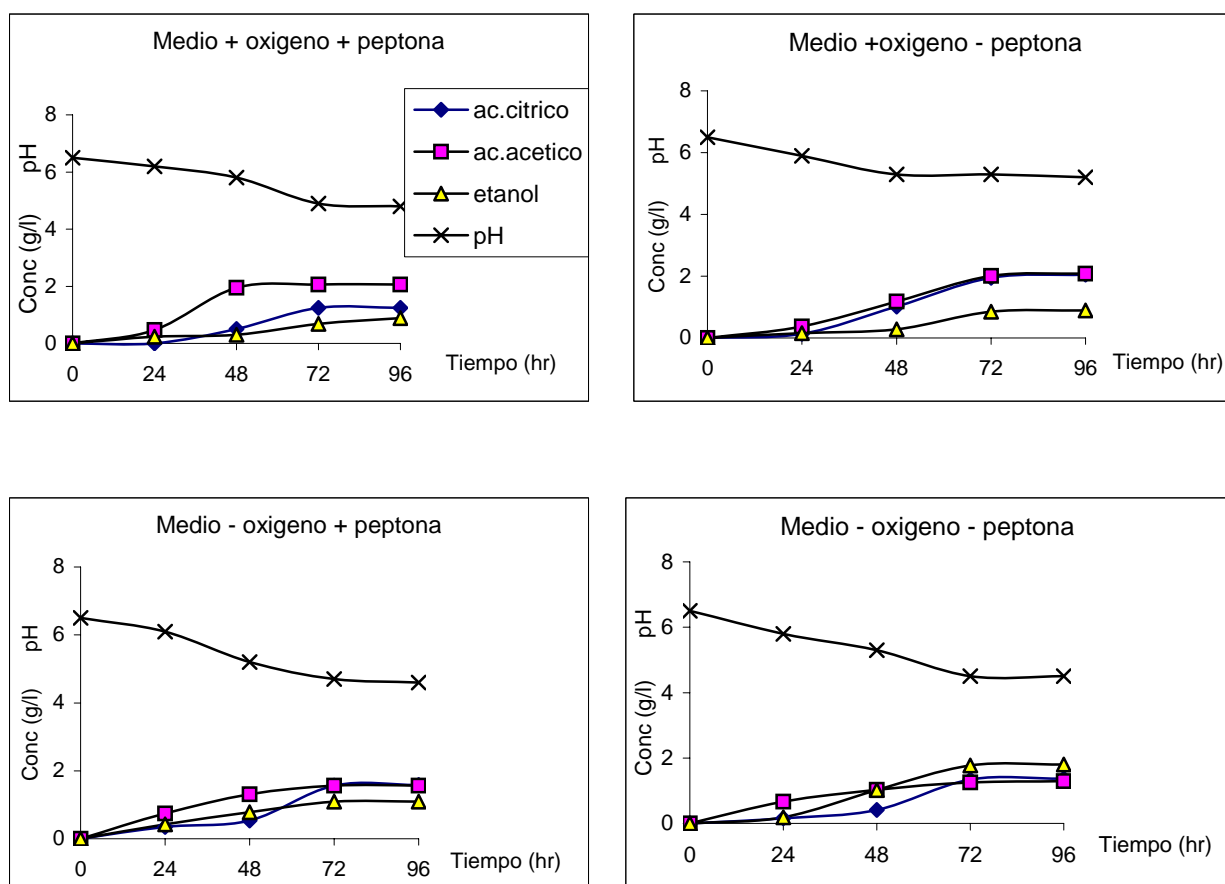 Medio + oxigeno + peptona
8
6
4
2
0
pH
Conc (g/l)
0 24 48 72 96
Tiempo (hr)
ac.citrico
ac.acetico
etanol
pH
Medio +oxigeno - peptona
8
6
4
2
0
pH
Conc (g/l)
0 24 48 72 96
Tiempo (hr)
Medio - oxigeno + peptona
8
6
4
2
0
pH
Conc (g/l)
0 24 48 72 96
Tiempo (hr)
Medio - oxigeno - peptona
8
6
4
2
0
pH
Conc (g/l)
0 24 48 72 96
Tiempo (hr)